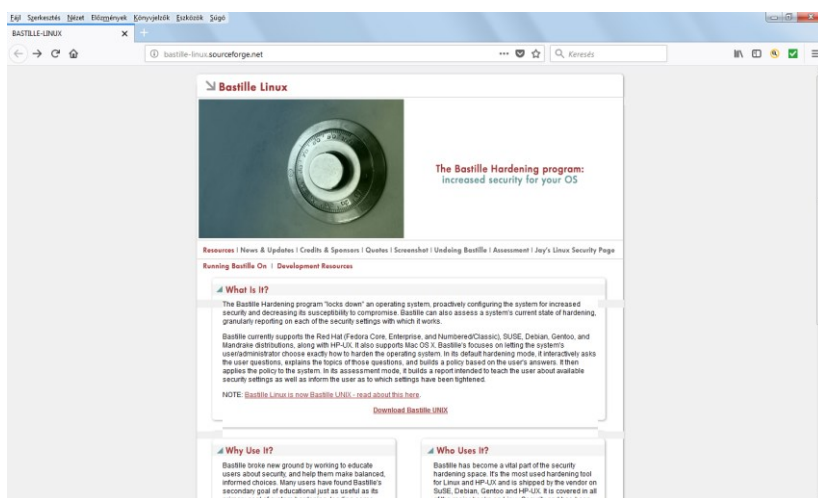 Fájl Szerkesztés Nézet Előzmények Könyvjelzők Eszközök Súgó
BASTILLE-LINUX
bastille-linux.sourceforge.net
Keresés
Bastille Linux
The Bastille Hardening program:
increased security for your OS
Resources | News & Updates | Credits & Sponsors | Quotes | Screenshot | Undoing Bastille | Assessment | Jay's Linux Security Page
Running Bastille On | Development Resources
What Is It?
The Bastille Hardening program "locks down" an operating system, proactively configuring the system for increased
security and decreasing its susceptibility to compromise. Bastille can also assess a system's current state of hardening,
granularly reporting on each of the security settings with which it works.
Bastille currently supports the Red Hat (Fedora Core, Enterprise, and Numbered/Classic), SUSE, Debian, Gentoo, and
Mandrake distributions, along with HP-UX. It also supports Mac OS X. Bastille's focuses on letting the system's
user/administrator choose exactly how to harden the operating system. In its default hardening mode, it interactively asks
the user questions, explains the topics of those questions, and builds a policy based on the user's answers. It then
applies the policy to the system. In its assessment mode, it builds a report intended to teach the user about available
security settings as well as inform the user as to which settings have been tightened.
NOTE: Bastille Linux is now Bastille UNIX - read about this here.
Download Bastille UNIX
Why Use It?
Bastille broke new ground by working to educate
users about security, and help them make balanced,
informed choices. Many users have found Bastille's
secondary goal of educational just as useful as its
Who Uses It?
Bastille has become a vital part of the security
hardening space. It's the most used hardening tool
for Linux and HP-UX and is shipped by the vendor on
SuSE, Debian, Gentoo and HP-UX. It is covered in all